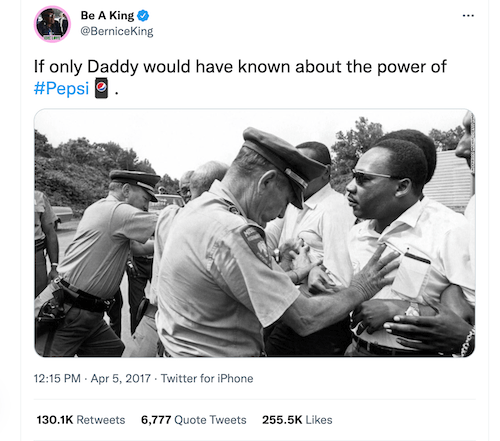 Be A King
@BerniceKing
If only Daddy would have known about the power of
#Pepsi .
12:15 PM · Apr 5, 2017 · Twitter for iPhone
130.1K Retweets 6,777 Quote Tweets 255.5K Likes